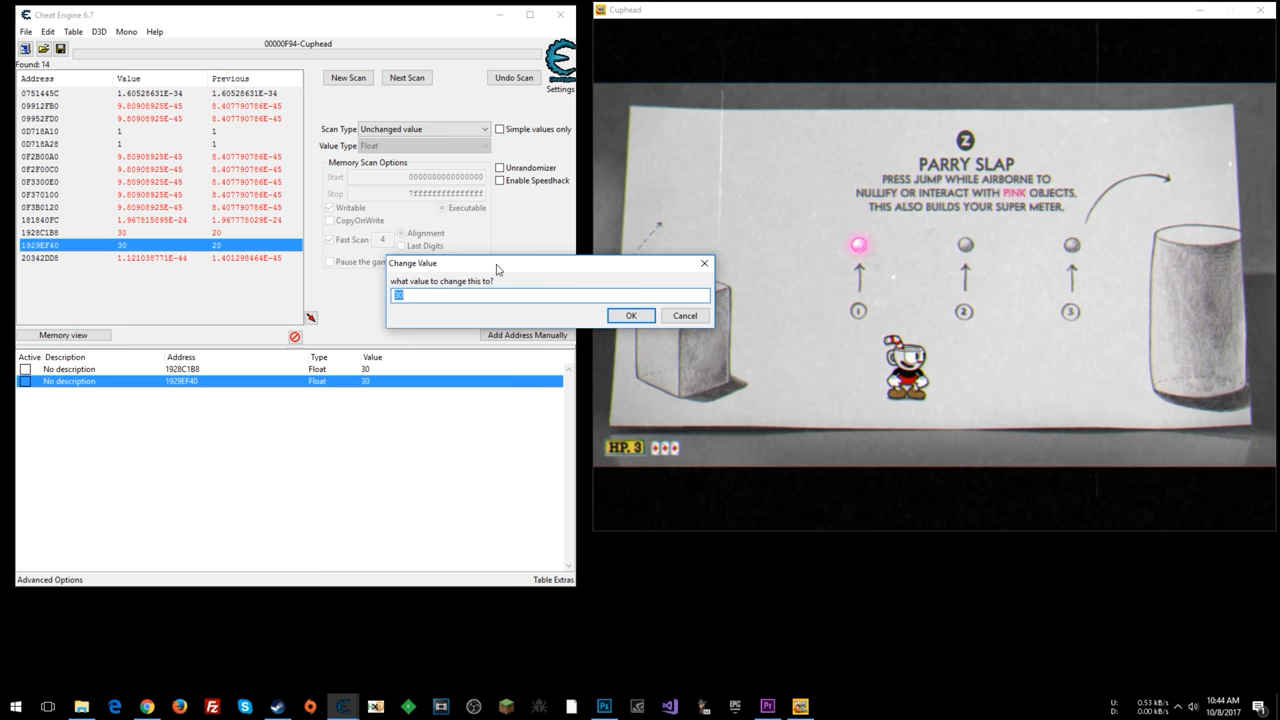 Cheat Engine 6.7
File Edit Table D3D Mono Help
00000F94-Cuphead
Found: 14
Address Value Previous
0751445C 1.60528631E-34 1.60528631E-34
09912FB0 9.80908925E-45 8.407790786E-45
09952FD0 9.80908925E-45 8.407790786E-45
0D718A10 1 1
0D718A28 1 1
0F2B00A0 9.80908925E-45 8.407790786E-45
0F2F00C0 9.80908925E-45 8.407790786E-45
0F3300E0 9.80908925E-45 8.407790786E-45
0F370100 9.80908925E-45 8.407790786E-45
0F3B0120 9.80908925E-45 8.407790786E-45
181840FC 1.967815895E-24 1.967778029E-24
1928C1B8 30 20
1929EF40 30 20
20342DD8 1.121038771E-44 1.401298464E-45
New Scan Next Scan Undo Scan
Settings
Scan Type Unchanged value Simple values only
Value Type Float
Memory Scan Options
Unrandomizer
Start 0000000000000000
Enable Speedhack
Stop 7fffffffffffffff
Writable Executable
CopyOnWrite
Fast Scan 4 Alignment
Last Digits
Pause the gam
Change Value
what value to change this to?
30
OK Cancel
Memory view Add Address Manually
Active Description Address Type Value
No description 1928C1B8 Float 30
No description 1929EF40 Float 30
Advanced Options Table Extras
Cuphead
Z
PARRY SLAP
PRESS JUMP WHILE AIRBORNE TO
NULLIFY OR INTERACT WITH PINK OBJECTS.
THIS ALSO BUILDS YOUR SUPER METER.
1 2 3
HP. 3
U: 0.53 kB/s
D: 0.00 kB/s
10:44 AM
10/8/2017